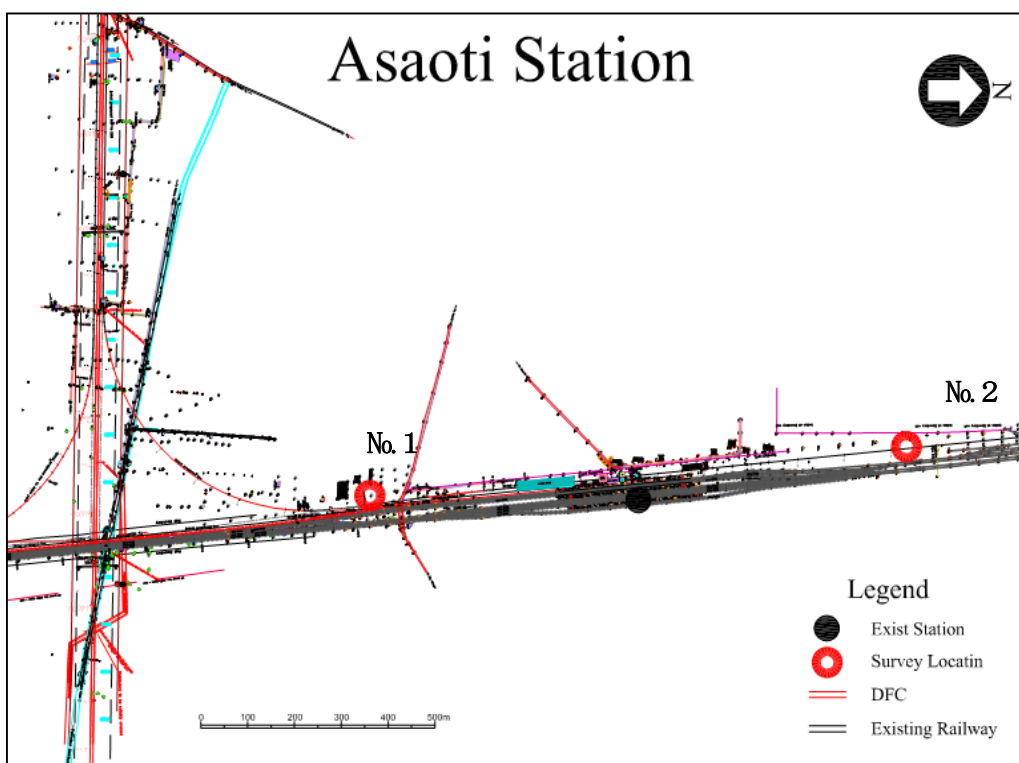 Asaoti Station
N
№.1
№.2
Legend
Exist Station
Survey Locatin
DFC
Existing Railway
0 100 200 300 400 500m